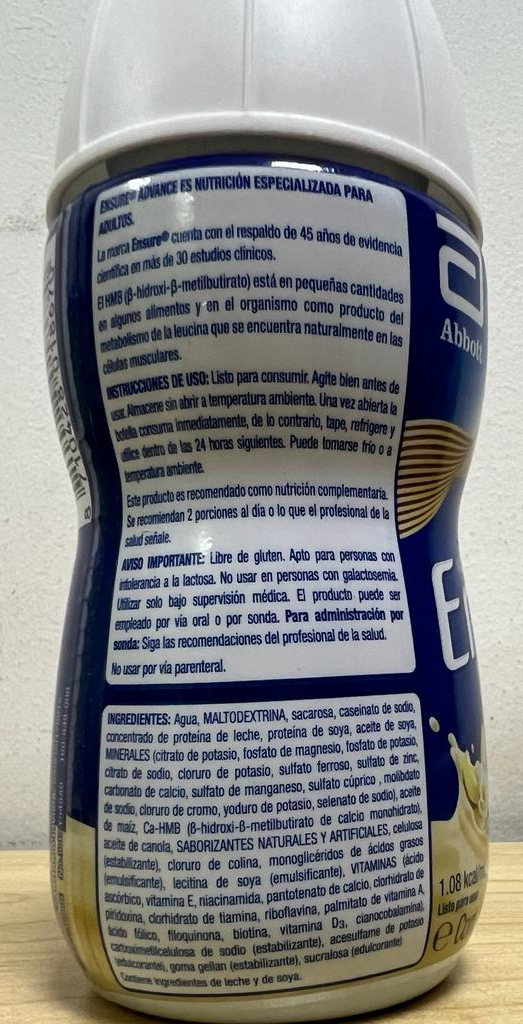 ENSURE® ADVANCE ES NUTRICIÓN ESPECIALIZADA PARA
ADULTOS.
La marca Ensure® cuenta con el respaldo de 45 años de evidencia
científica en más de 30 estudios clínicos.
El HMB (β-hidroxi-β-metilbutirato) está en pequeñas cantidades
en algunos alimentos y en el organismo como producto del
metabolismo de la leucina que se encuentra naturalmente en las
células musculares.
INSTRUCCIONES DE USO: Listo para consumir. Agite bien antes de
usar. Almacene sin abrir a temperatura ambiente. Una vez abierta la
botella consuma inmediatamente, de lo contrario, tape, refrigere y
utilice dentro de las 24 horas siguientes. Puede tomarse frío o a
temperatura ambiente.
Este producto es recomendado como nutrición complementaria.
Se recomiendan 2 porciones al día o lo que el profesional de la
salud señale.
AVISO IMPORTANTE: Libre de gluten. Apto para personas con
intolerancia a la lactosa. No usar en personas con galactosemia.
Utilizar solo bajo supervisión médica. El producto puede ser
empleado por vía oral o por sonda. Para administración por
sonda: Siga las recomendaciones del profesional de la salud.
No usar por vía parenteral.
INGREDIENTES: Agua, MALTODEXTRINA, sacarosa, caseinato de sodio,
concentrado de proteína de leche, proteína de soya, aceite de soya,
MINERALES (citrato de potasio, fosfato de magnesio, fosfato de potasio,
citrato de sodio, cloruro de potasio, sulfato ferroso, sulfato de zinc,
carbonato de calcio, sulfato de manganeso, sulfato cúprico , molibdato
de sodio, cloruro de cromo, yoduro de potasio, selenato de sodio), aceite
de maíz, Ca-HMB (ß-hidroxi-ß-metilbutirato de calcio monohidrato),
aceite de canola, SABORIZANTES NATURALES Y ARTIFICIALES, celulosa
(estabilizante), cloruro de colina, monoglicéridos de ácidos grasos
(emulsificante), lecitina de soya (emulsificante), VITAMINAS (ácido
ascórbico, vitamina E, niacinamida, pantotenato de calcio, clorhidrato de
piridoxina, clorhidrato de tiamina, riboflavina, palmitato de vitamina A,
ácido fólico, filoquinona, biotina, vitamina D₃, cianocobalamina),
carboximetilcelulosa de sodio (estabilizante), acesulfame de potasio
(edulcorante), goma gellan (estabilizante), sucralosa (edulcorante)
Contiene ingredientes de leche y de soya.
Abbott
1.08 kcal/mL
Listo para